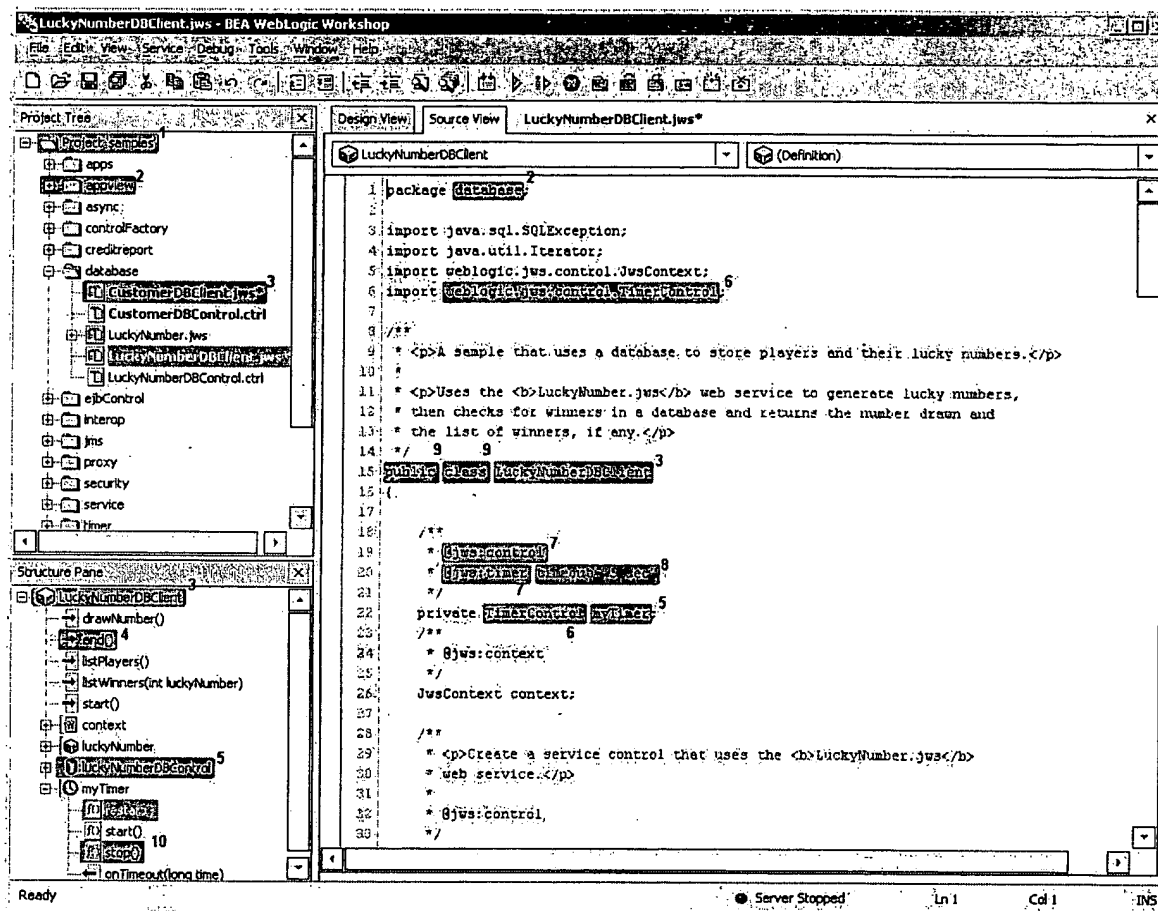 LuckyNumberDBClient.jws - BEA WebLogic Workshop
File Edit View Service Debug Tools Window Help
Project Tree
Project samples 1
apps
appview 2
async
controlFactory
creditreport
database
CustomerDBClient.jws* 3
CustomerDBControl.ctrl
LuckyNumber.jws
LuckyNumberDBClient.jws*
LuckyNumberDBControl.ctrl
ejbControl
interop
jms
proxy
security
service
timer
Structure Pane
LuckyNumberDBClient 3
drawNumber()
end() 4
listPlayers()
listWinners(int luckyNumber)
start()
context
luckyNumber
luckyNumberDBControl 5
myTimer
restart()
start()
stop() 10
onTimeout(long time)
Design View Source View LuckyNumberDBClient.jws*
LuckyNumberDBClient (Definition)
1 package database; 2
2
3 import java.sql.SQLException;
4 import java.util.Iterator;
5 import weblogic.jws.control.JwsContext;
6 import weblogic.jws.control.TimerControl; 6
7
8 /**
9 * <p>A sample that uses a database to store players and their lucky numbers.</p>
10 *
11 * <p>Uses the <b>LuckyNumber.jws</b> web service to generate lucky numbers,
12 * then checks for winners in a database and returns the number drawn and
13 * the list of winners, if any.</p>
14 */ 9 9
15 public class LuckyNumberDBClient 3
16 {
17
18 /**
19 * @jws:control 7
20 * @jws:timer timeout="5 sec" 8
21 */ 7
22 private TimerControl myTimer; 5
23 /** 6
24 * @jws:context
25 */
26 JwsContext context;
27
28 /**
29 * <p>Create a service control that uses the <b>LuckyNumber.jws</b>
30 * web service.</p>
31 *
32 * @jws:control
33 */
Ready Server Stopped Ln 1 Col 1 INS